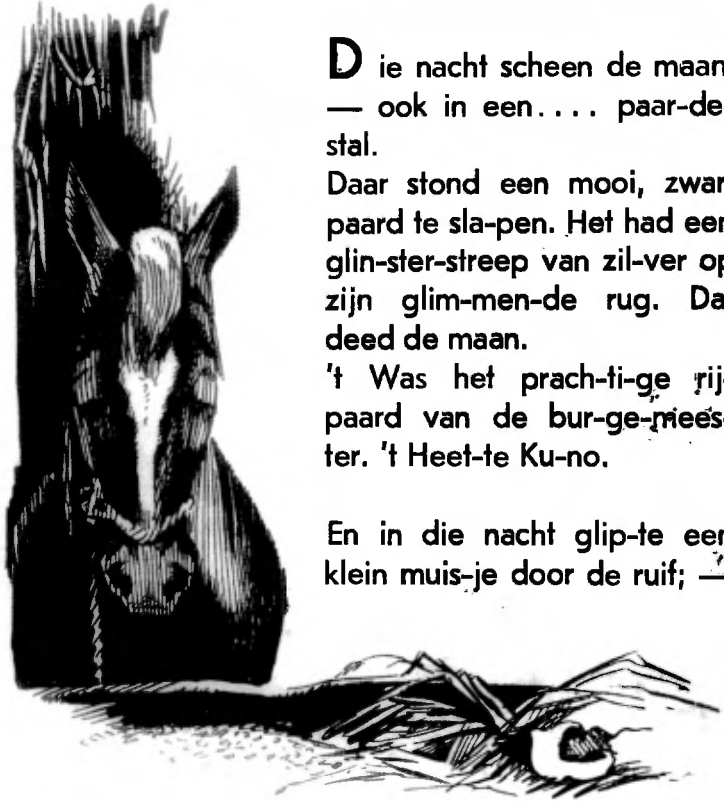 Die nacht scheen de maan
— ook in een.... paar-de-
stal.
Daar stond een mooi, zwar
paard te sla-pen. Het had een
glin-ster-streep van zil-ver op
zijn glim-men-de rug. Da
deed de maan.
't Was het prach-ti-ge rij-
paard van de bur-ge-mees-
ter. 't Heet-te Ku-no.
En in die nacht glip-te een
klein muis-je door de ruif; —